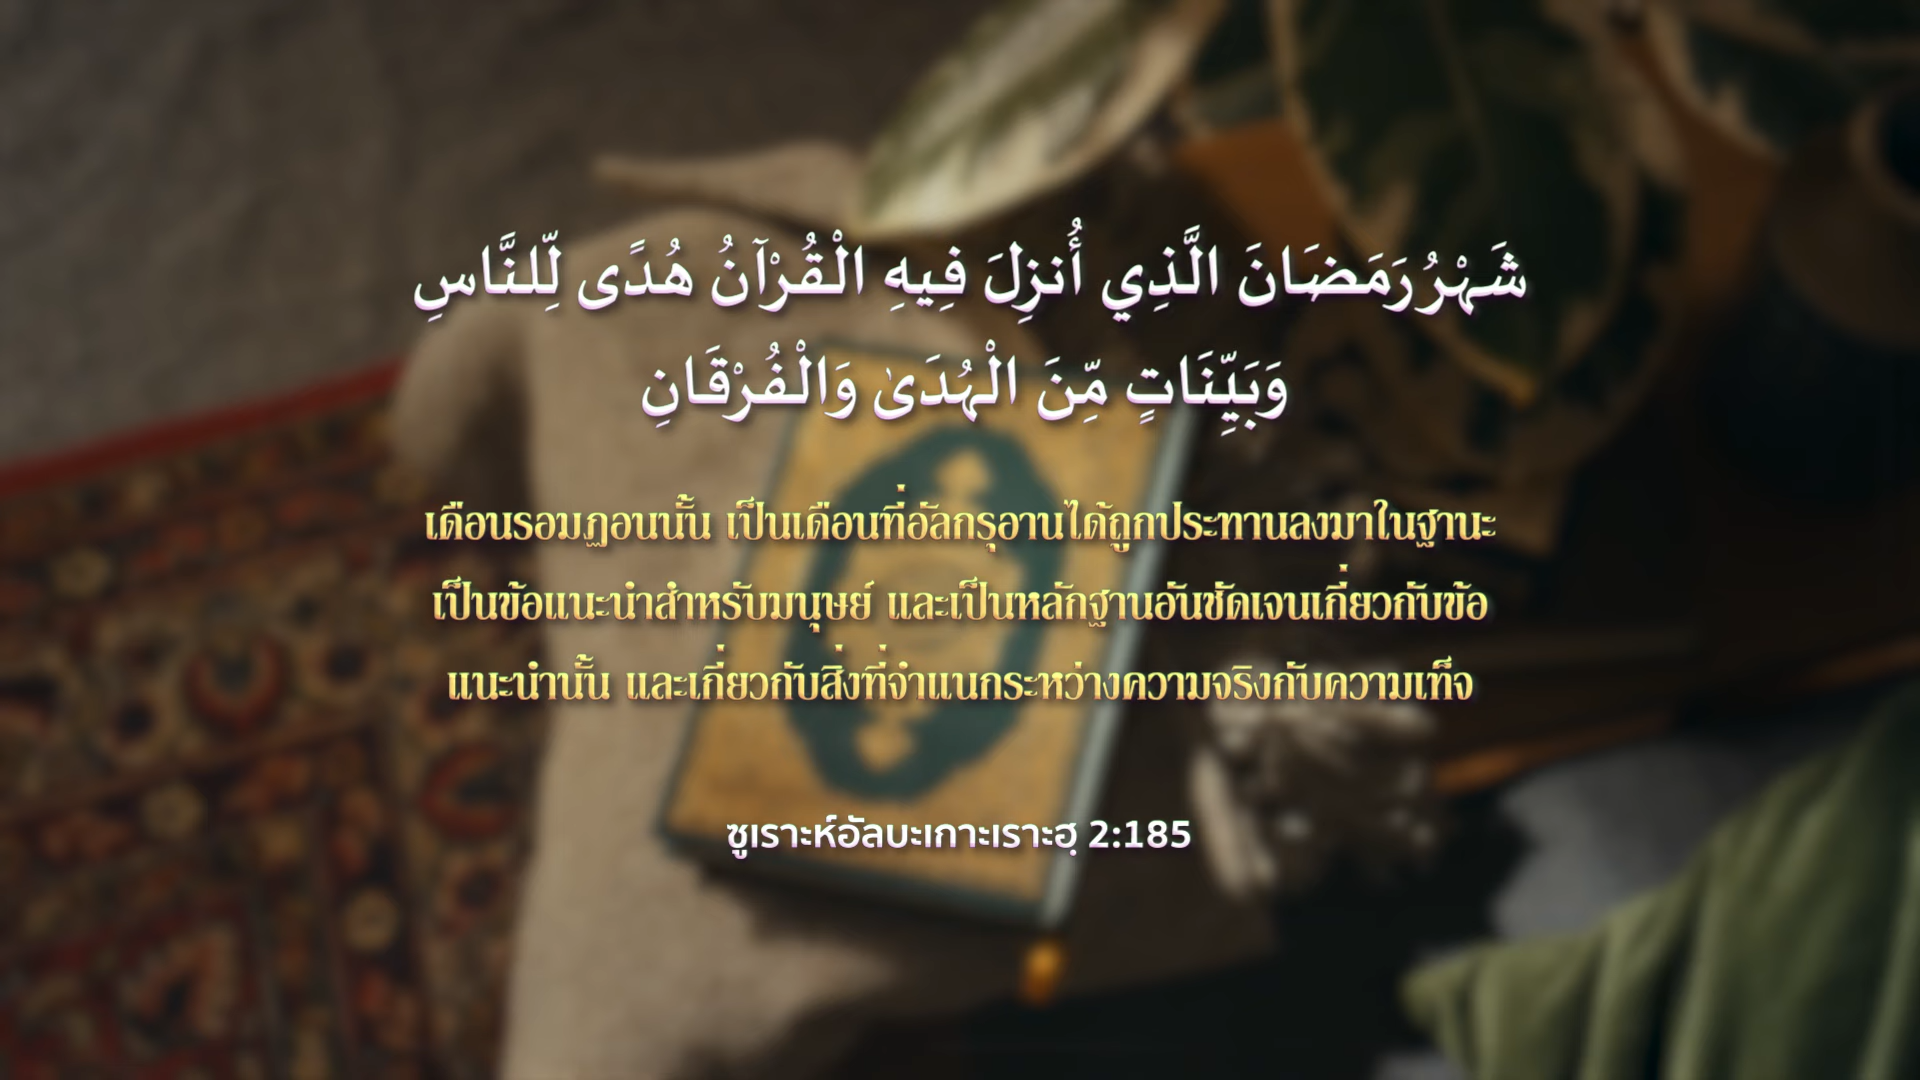 شَهْرُ رَمَضَانَ الَّذِي أُنزِلَ فِيهِ الْقُرْآنُ هُدًى لِّلنَّاسِ
وَبَيِّنَاتٍ مِّنَ الْهُدَىٰ وَالْفُرْقَانِ
เดือนรอมฎอนนั้น เป็นเดือนที่อัลกรุอานได้ถูกประทานลงมาในฐานะ
เป็นข้อแนะนำสำหรับมนุษย์ และเป็นหลักฐานอันชัดเจนเกี่ยวกับข้อ
แนะนำนั้น และเกี่ยวกับสิ่งที่จำแนกระหว่างความจริงกับความเท็จ
ซูเราะห์อัลบะเกาะเราะฮฺ 2:185